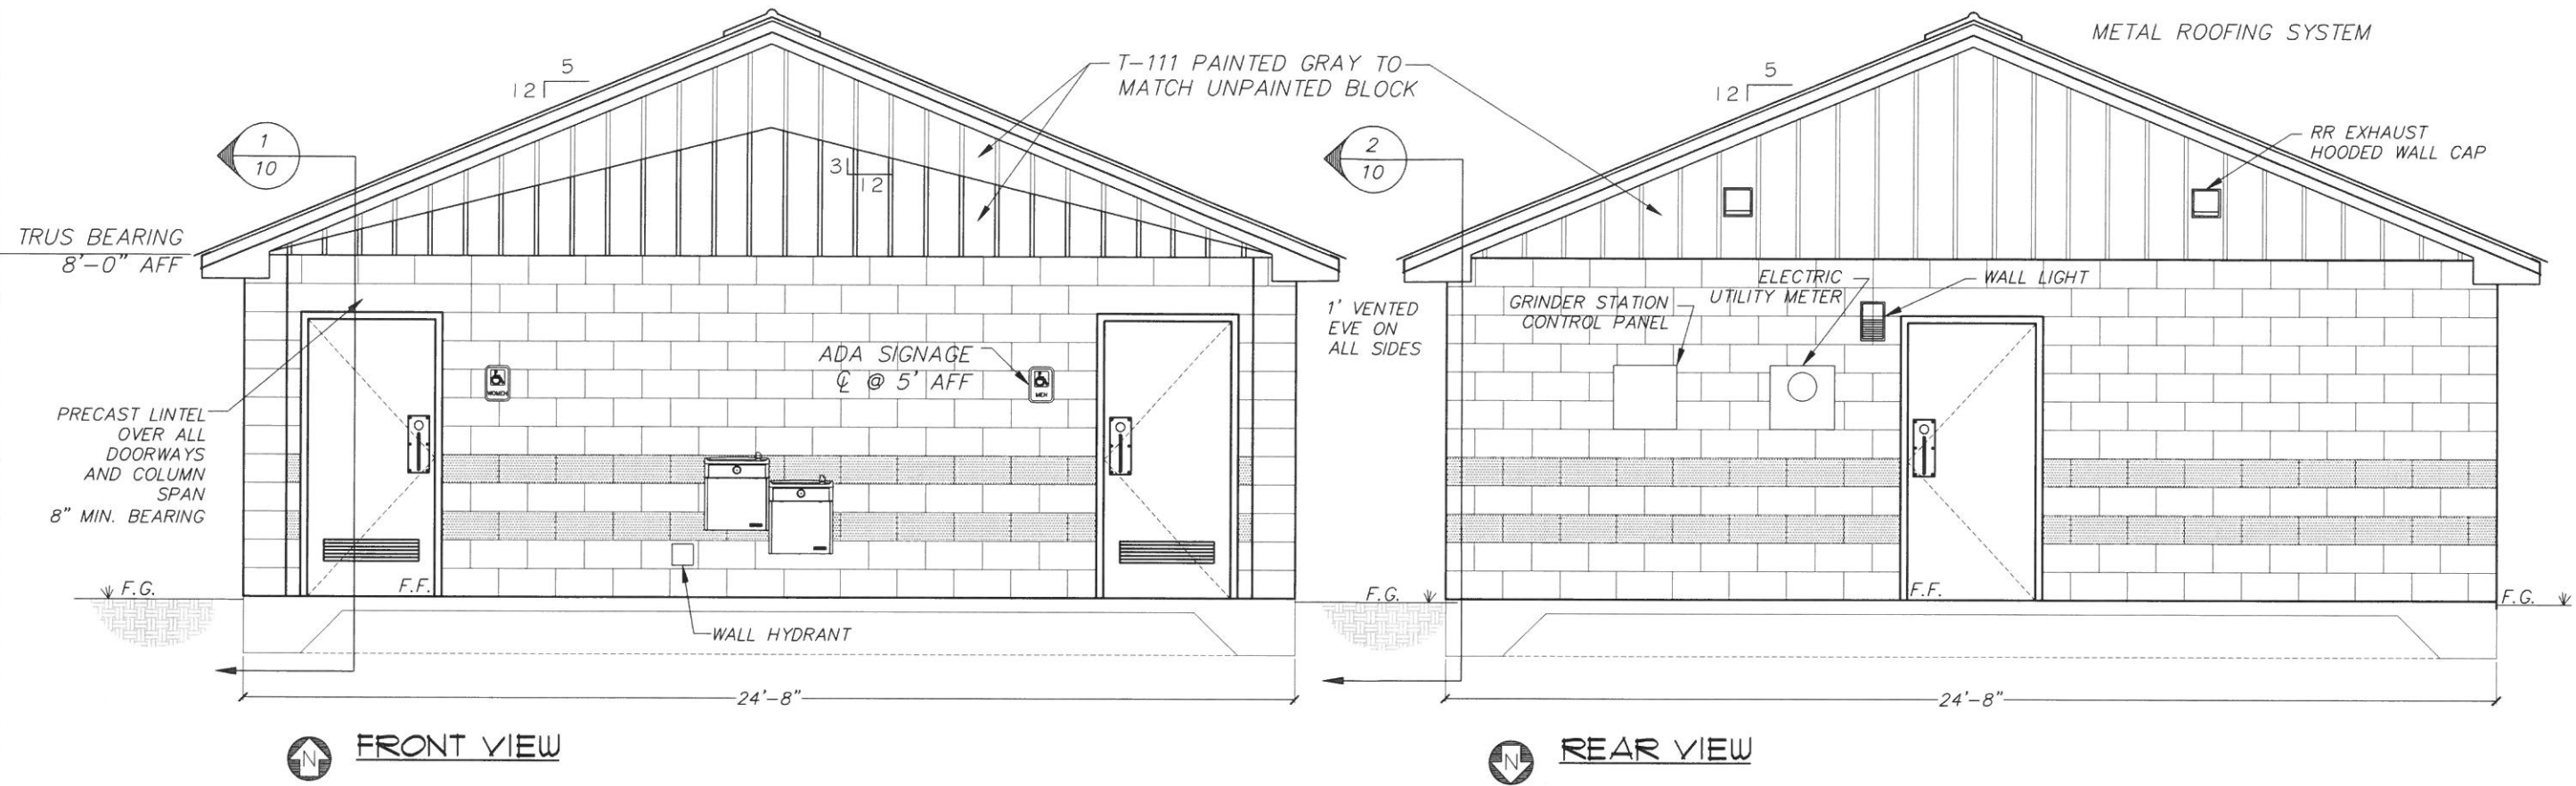 5
12
T-111 PAINTED GRAY TO
MATCH UNPAINTED BLOCK
METAL ROOFING SYSTEM
5
12
1
10
3
12
2
10
RR EXHAUST
HOODED WALL CAP
TRUS BEARING
8'-0" AFF
ELECTRIC
UTILITY METER
WALL LIGHT
GRINDER STATION
CONTROL PANEL
1' VENTED
EVE ON
ALL SIDES
ADA SIGNAGE
℄ @ 5' AFF
WOMEN
MEN
PRECAST LINTEL
OVER ALL
DOORWAYS
AND COLUMN
SPAN
8" MIN. BEARING
F.G.
F.F.
F.G.
F.F.
F.G.
WALL HYDRANT
24'-8"
24'-8"
N
FRONT VIEW
N
REAR VIEW